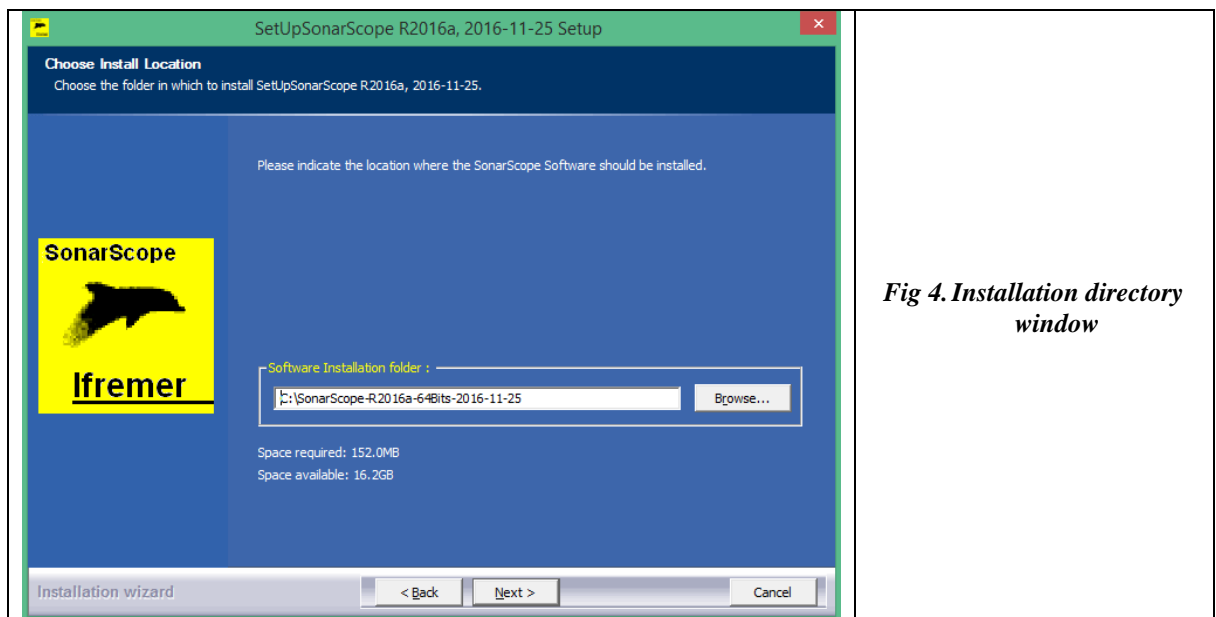 SetUpSonarScope R2016a, 2016-11-25 Setup
Choose Install Location
Choose the folder in which to install SetUpSonarScope R2016a, 2016-11-25.
Please indicate the location where the SonarScope Software should be installed.
SonarScope
Ifremer
Software Installation folder :
C:\SonarScope-R2016a-64Bits-2016-11-25
Browse...
Space required: 152.0MB
Space available: 16.2GB
Installation wizard
< Back
Next >
Cancel
Fig 4. Installation directory
window